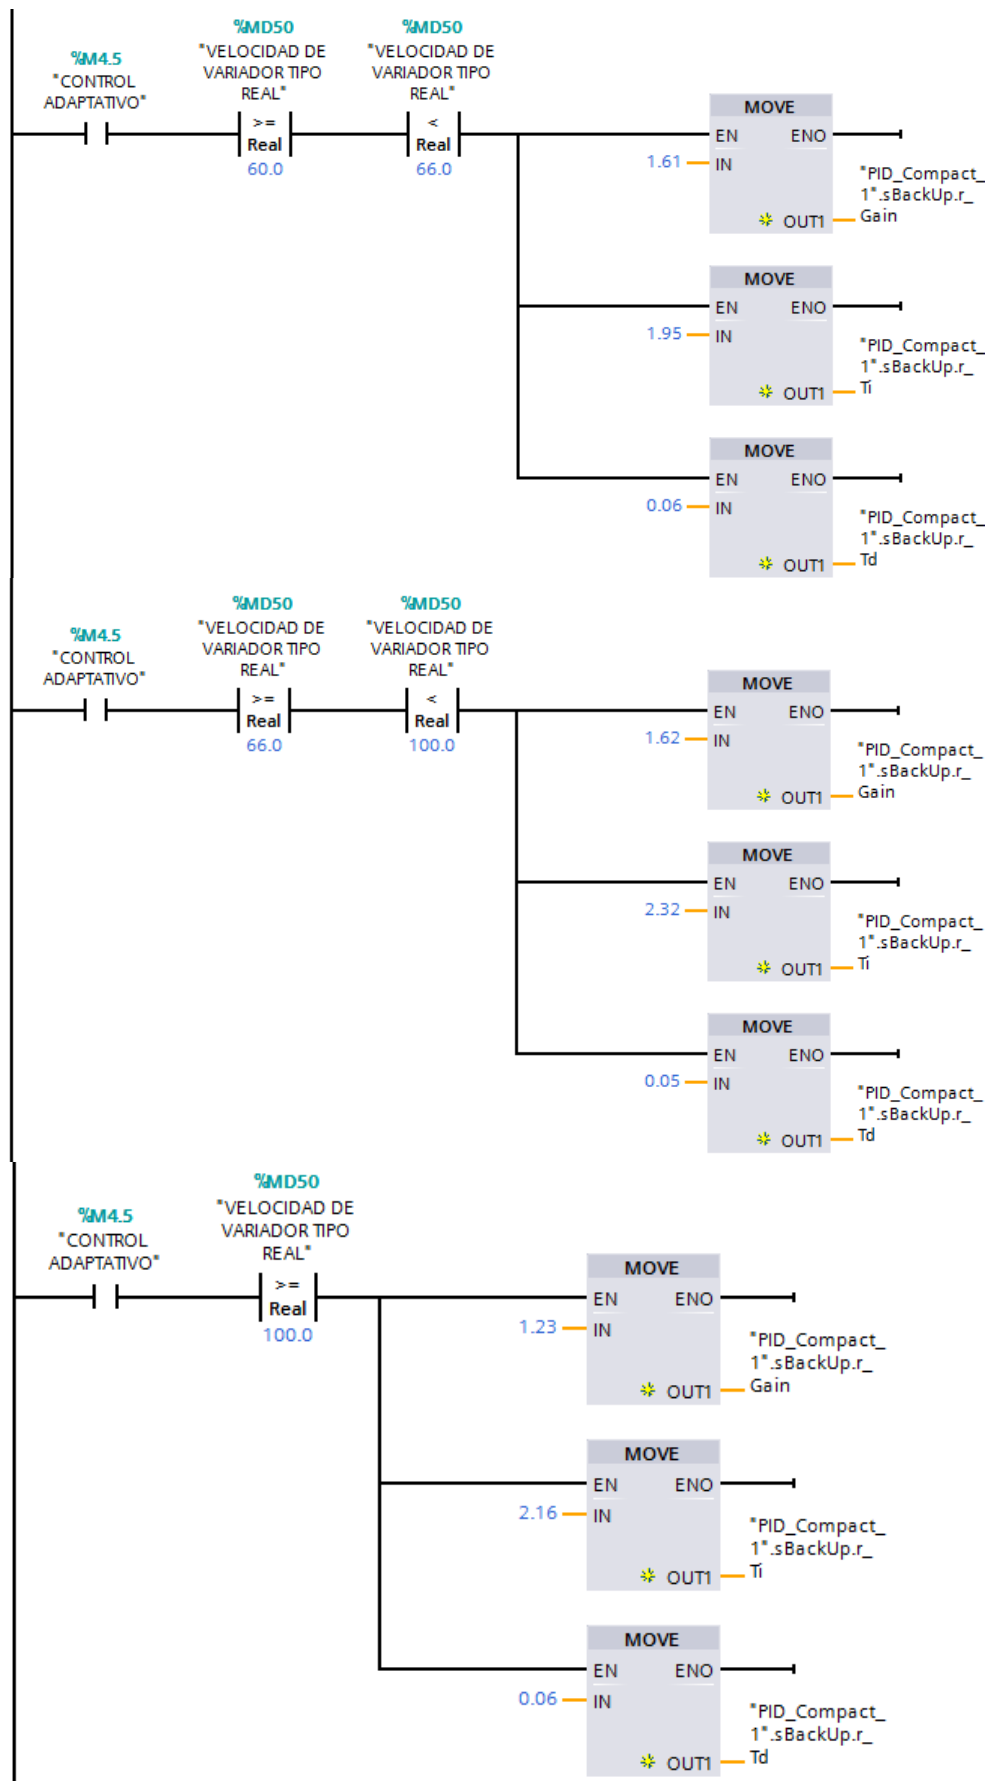 %MD50
%MD50
%M4.5
"VELOCIDAD DE
VARIADOR TIPO
REAL"
"VELOCIDAD DE
VARIADOR TIPO
REAL"
"CONTROL
ADAPTATIVO"
>=
Real
60.0
<
Real
66.0
MOVE
EN
ENO
1.61
IN
OUT1
"PID_Compact_
1".sBackUp.r_
Gain
MOVE
EN
ENO
1.95
IN
OUT1
"PID_Compact_
1".sBackUp.r_
Ti
MOVE
EN
ENO
0.06
IN
OUT1
"PID_Compact_
1".sBackUp.r_
Td
%MD50
%MD50
%M4.5
"VELOCIDAD DE
VARIADOR TIPO
REAL"
"VELOCIDAD DE
VARIADOR TIPO
REAL"
"CONTROL
ADAPTATIVO"
>=
Real
66.0
<
Real
100.0
MOVE
EN
ENO
1.62
IN
OUT1
"PID_Compact_
1".sBackUp.r_
Gain
MOVE
EN
ENO
2.32
IN
OUT1
"PID_Compact_
1".sBackUp.r_
Ti
MOVE
EN
ENO
0.05
IN
OUT1
"PID_Compact_
1".sBackUp.r_
Td
%MD50
%M4.5
"VELOCIDAD DE
VARIADOR TIPO
REAL"
"CONTROL
ADAPTATIVO"
>=
Real
100.0
MOVE
EN
ENO
1.23
IN
OUT1
"PID_Compact_
1".sBackUp.r_
Gain
MOVE
EN
ENO
2.16
IN
OUT1
"PID_Compact_
1".sBackUp.r_
Ti
MOVE
EN
ENO
0.06
IN
OUT1
"PID_Compact_
1".sBackUp.r_
Td